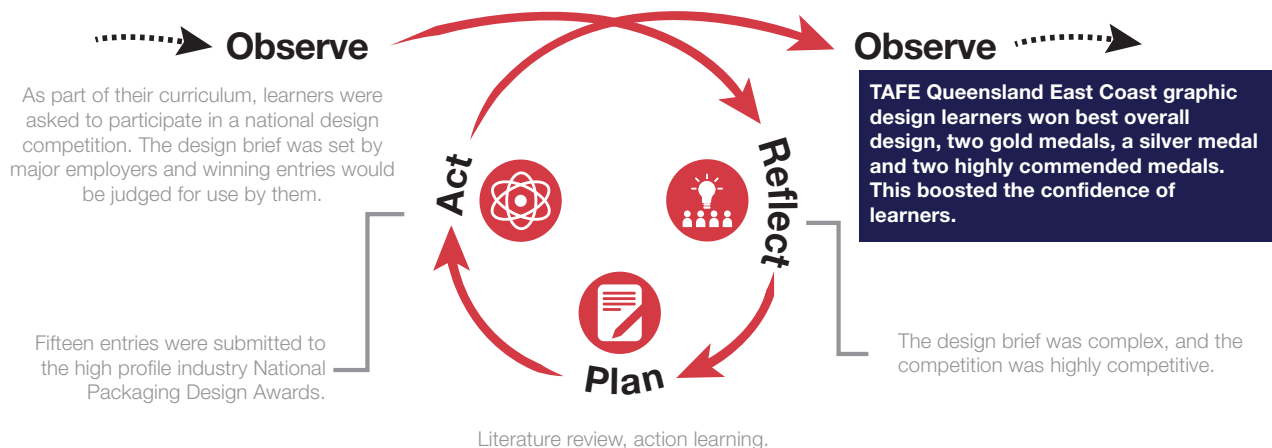 Observe
As part of their curriculum, learners were
asked to participate in a national design
competition. The design brief was set by
major employers and winning entries would
be judged for use by them.
Observe
TAFE Queensland East Coast graphic
design learners won best overall
design, two gold medals, a silver medal
and two highly commended medals.
This boosted the confidence of
learners.
Act
Reflect
Plan
Fifteen entries were submitted to
the high profile industry National
Packaging Design Awards.
The design brief was complex, and the
competition was highly competitive.
Literature review, action learning.